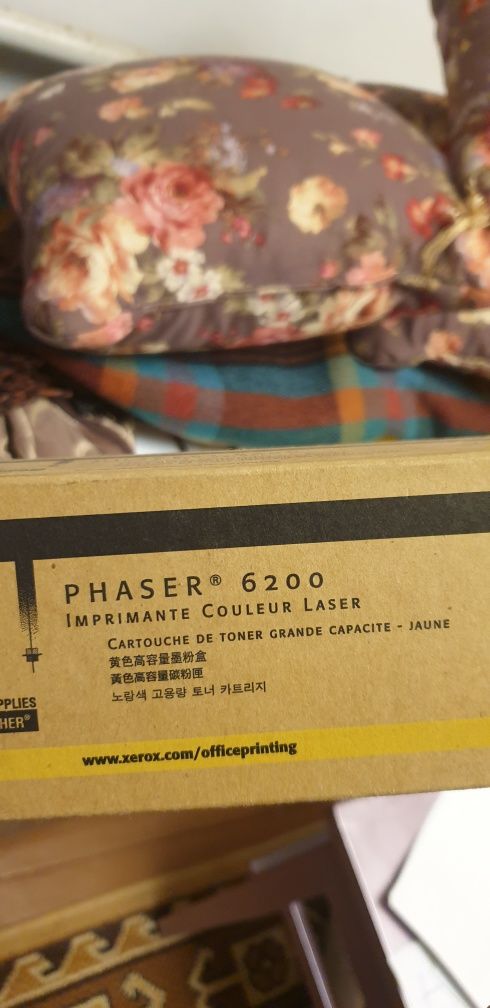 PHASER® 6200
IMPRIMANTE COULEUR LASER
CARTOUCHE DE TONER GRANDE CAPACITE - JAUNE
黄色高容量墨粉盒
黃色高容量碳粉匣
노랑색 고용량 토너 카트리지
PPLIES
HER®
www.xerox.com/officeprinting